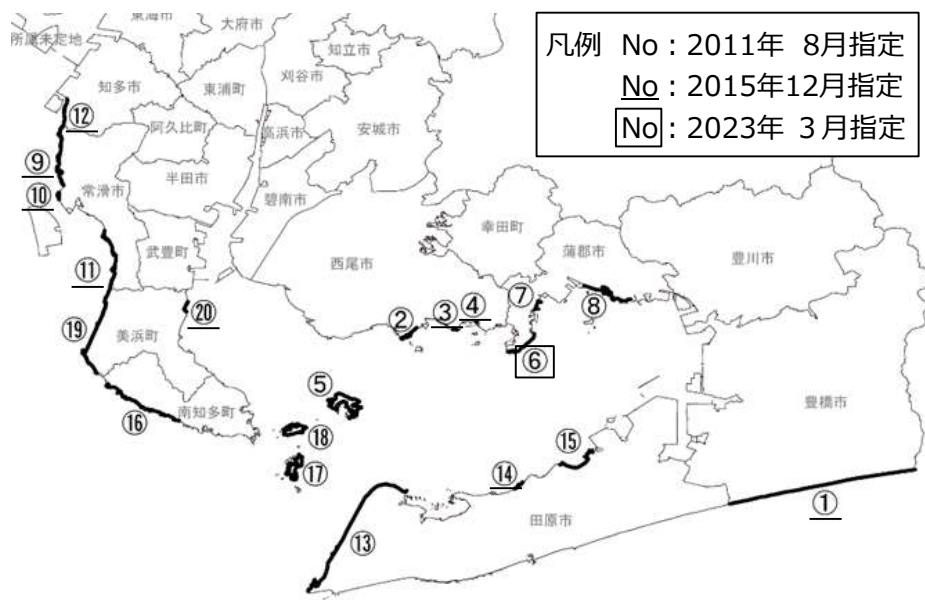 東海市
大府市
所属未定地
知立市
知多市
東浦町
刈谷市
⑫
阿久比町
高浜市
安城市
⑨
半田市
⑩
常滑市
碧南市
幸田町
武豊町
西尾市
蒲郡市
豊川市
⑪
⑳
②
③
④
⑦
⑧
⑲
美浜町
⑥
⑤
豊橋市
⑯
南知多町
⑱
⑮
⑰
⑭
①
田原市
⑬
凡例 No:2011年 8月指定
No:2015年12月指定
No:2023年 3月指定